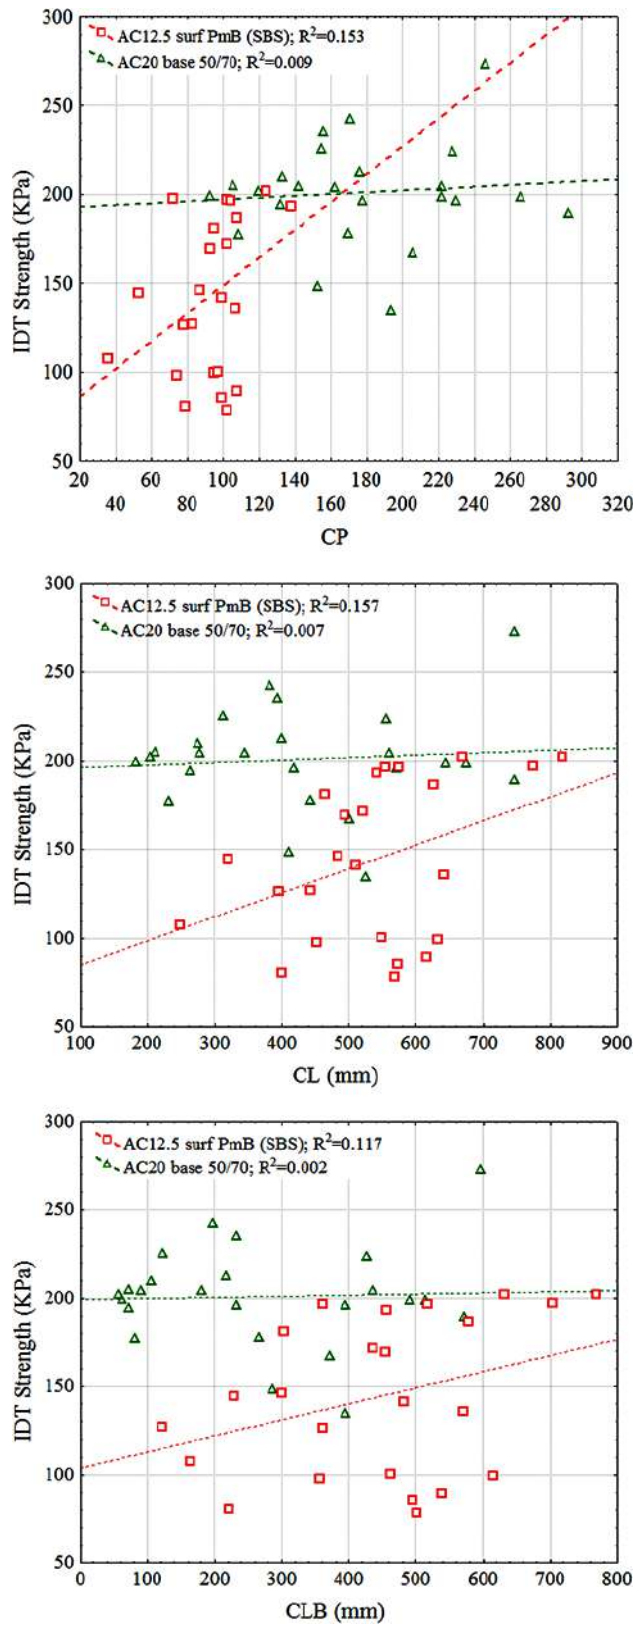 AC12.5 surf PmB (SBS); R²=0.153
AC20 base 50/70; R²=0.009
300
250
200
150
100
50
IDT Strength (KPa)
20 60 100 140 180 220 260 300
40 80 120 160 200 240 280 320
CP
AC12.5 surf PmB (SBS); R²=0.157
AC20 base 50/70; R²=0.007
300
250
200
150
100
50
IDT Strength (KPa)
100 200 300 400 500 600 700 800 900
CL (mm)
AC12.5 surf PmB (SBS); R²=0.117
AC20 base 50/70; R²=0.002
300
250
200
150
100
50
IDT Strength (KPa)
0 100 200 300 400 500 600 700 800
CLB (mm)